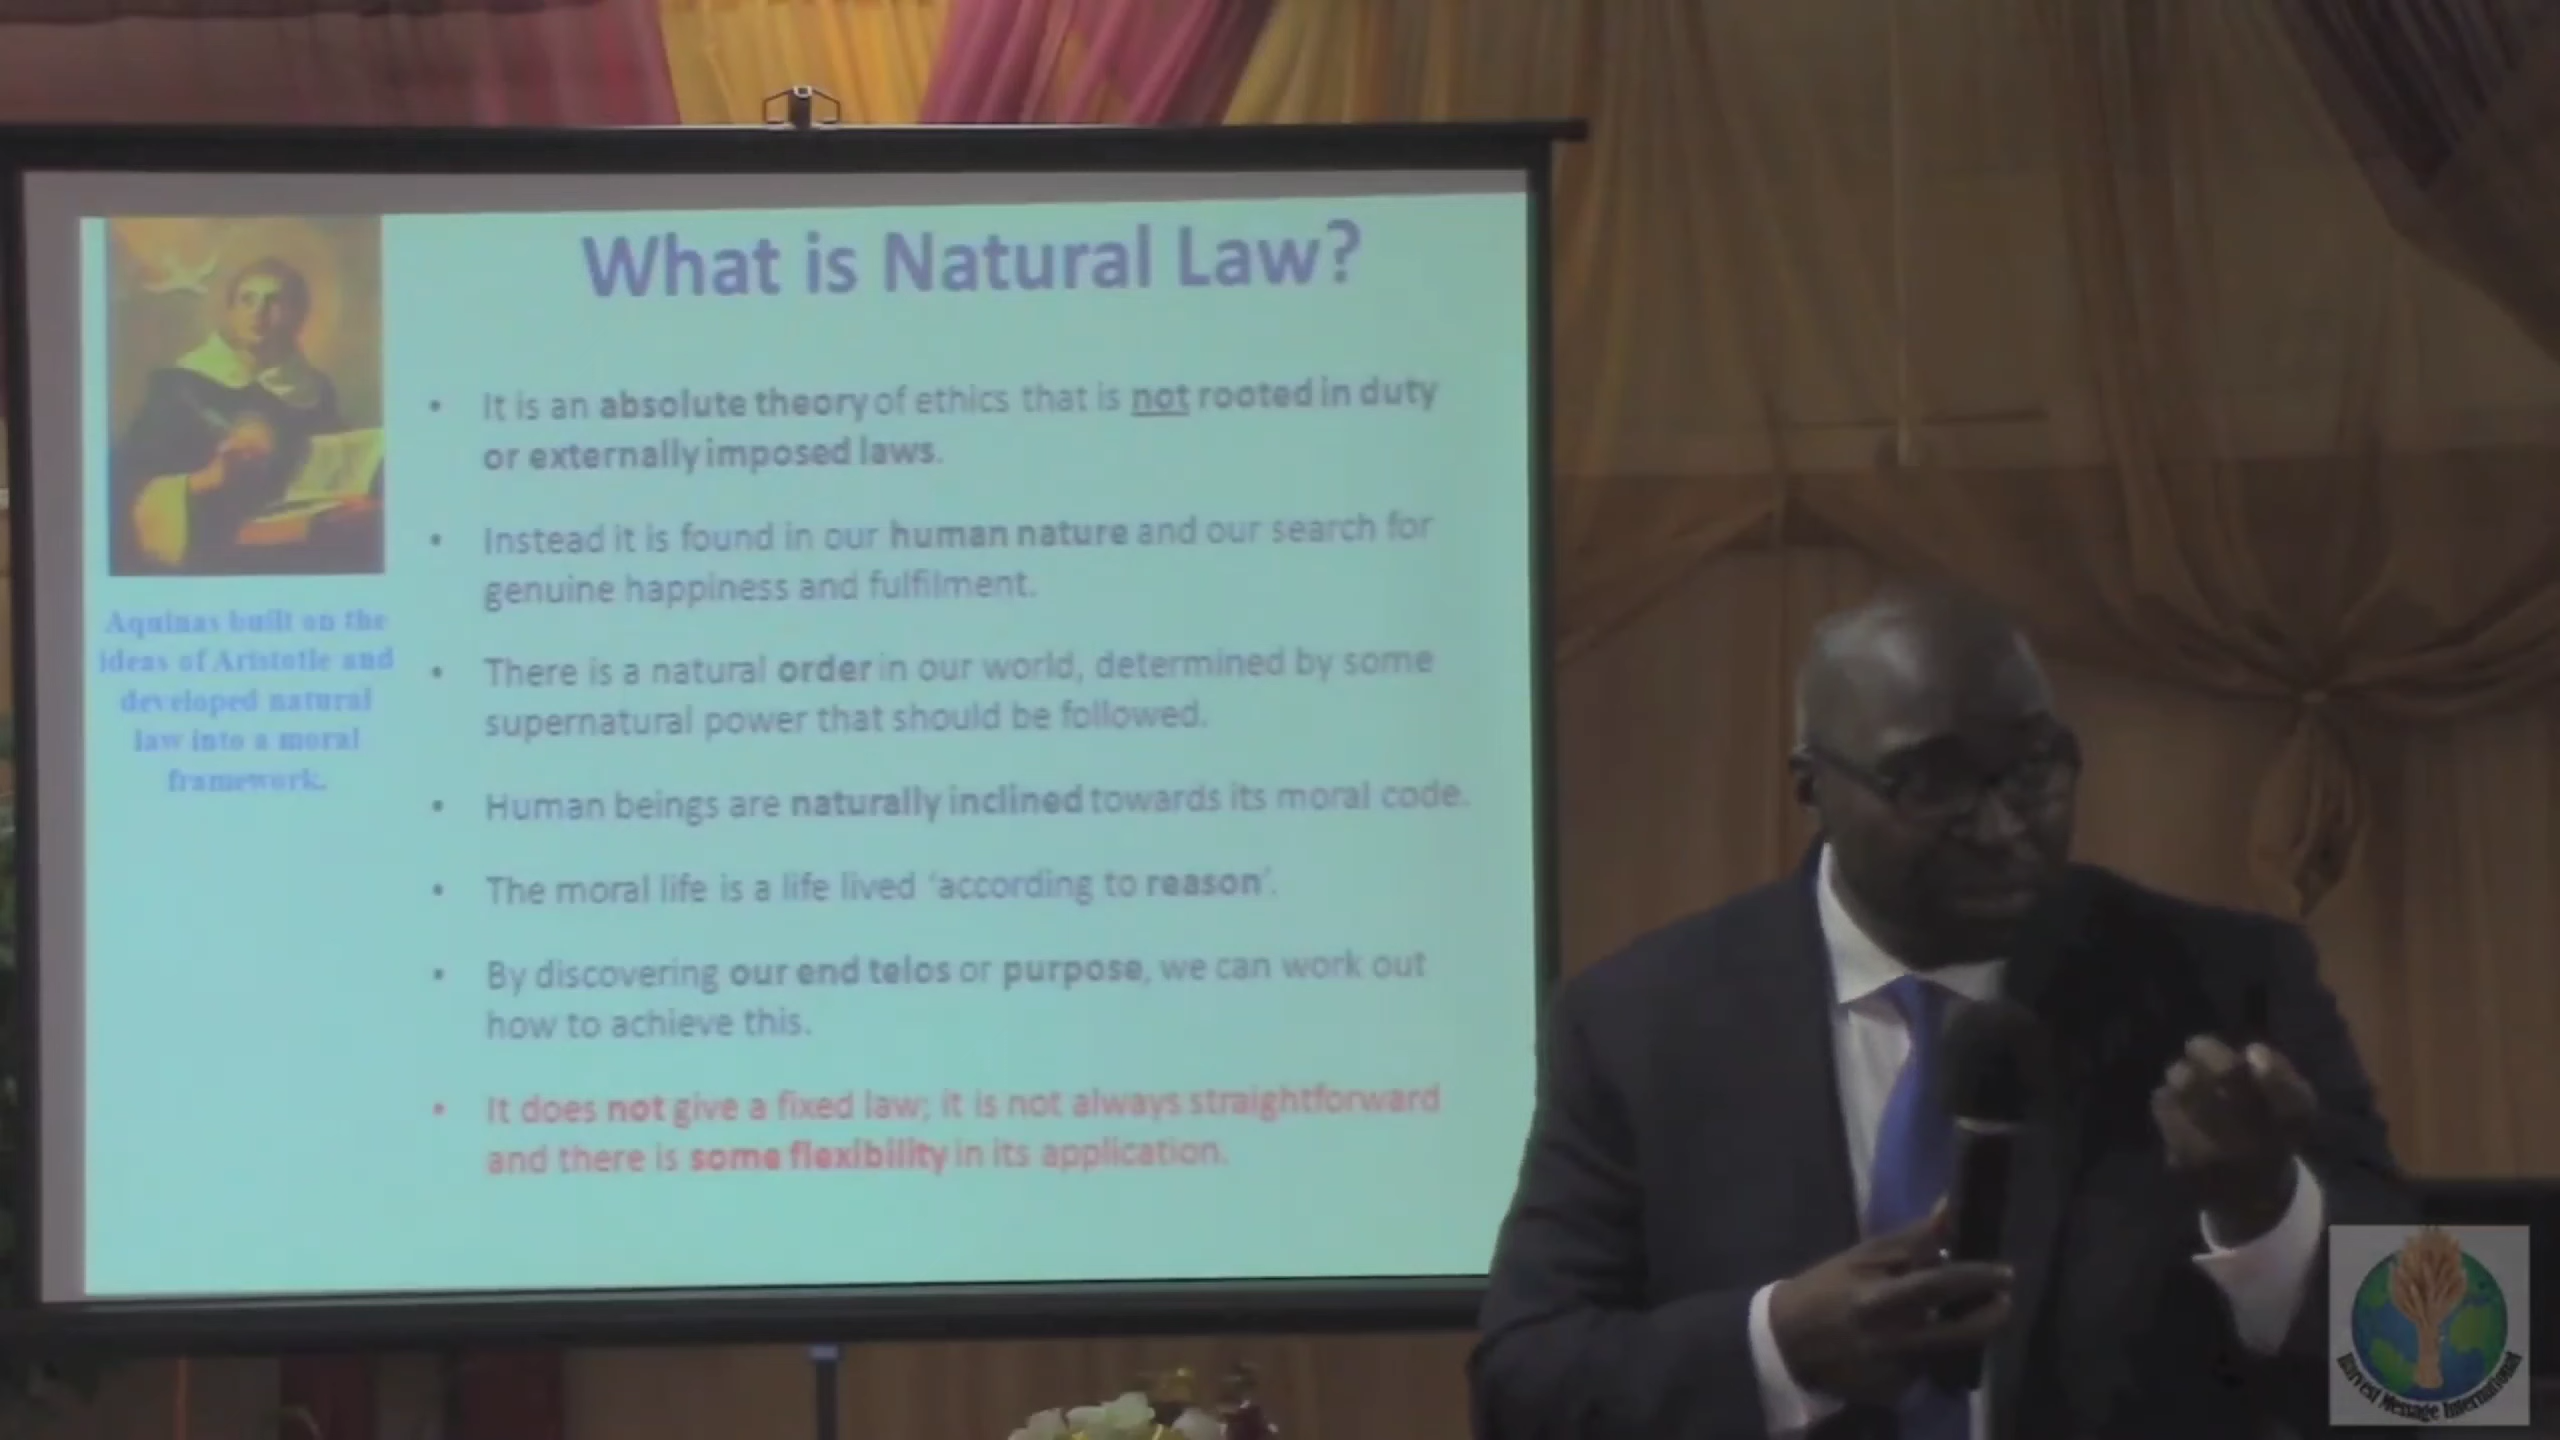 What is Natural Law?
• It is an absolute theory of ethics that is not rooted in duty
or externally imposed laws.
• Instead it is found in our human nature and our search for
genuine happiness and fulfilment.
• There is a natural order in our world, determined by some
supernatural power that should be followed.
• Human beings are naturally inclined towards its moral code.
• The moral life is a life lived ‘according to reason’.
• By discovering our end telos or purpose, we can work out
how to achieve this.
• It does not give a fixed law; it is not always straightforward
and there is some flexibility in its application.
Aquinas built on the
ideas of Aristotle and
developed natural
law into a moral
framework.
Harvest Message International